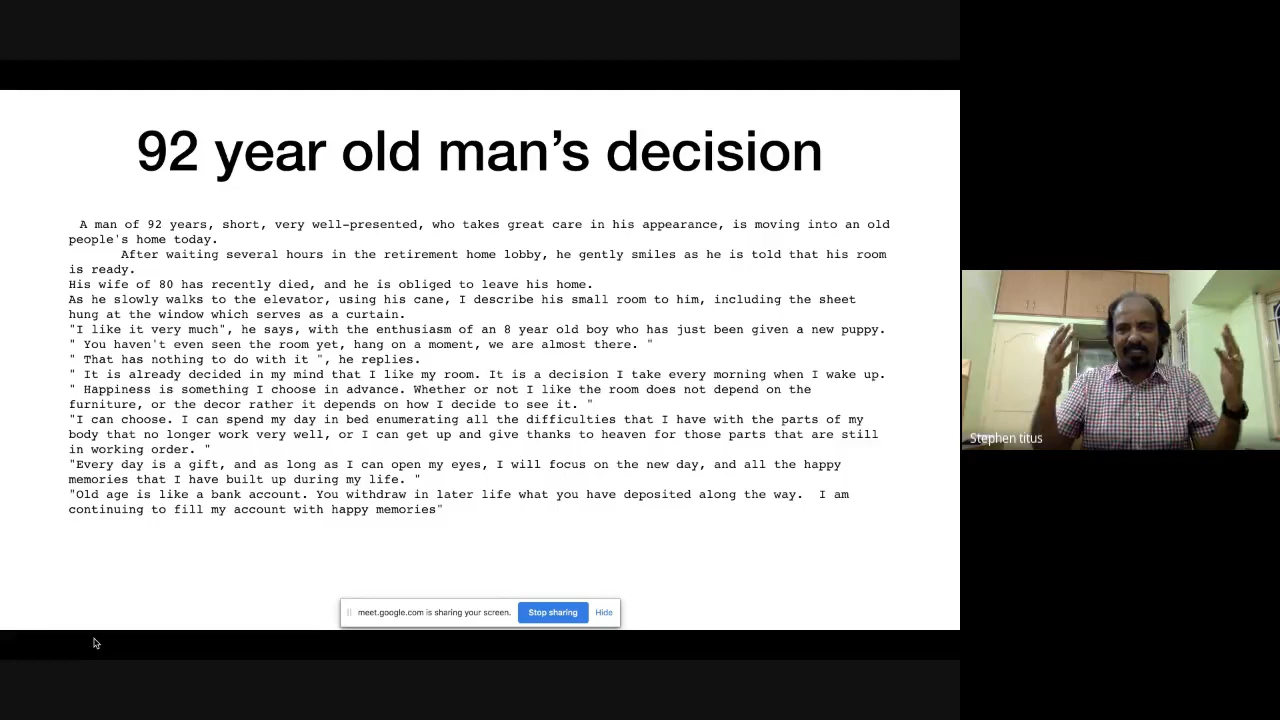 92 year old man’s decision
A man of 92 years, short, very well-presented, who takes great care in his appearance, is moving into an old
people's home today.
After waiting several hours in the retirement home lobby, he gently smiles as he is told that his room
is ready.
His wife of 80 has recently died, and he is obliged to leave his home.
As he slowly walks to the elevator, using his cane, I describe his small room to him, including the sheet
hung at the window which serves as a curtain.
"I like it very much", he says, with the enthusiasm of an 8 year old boy who has just been given a new puppy.
" You haven't even seen the room yet, hang on a moment, we are almost there. "
" That has nothing to do with it ", he replies.
" It is already decided in my mind that I like my room. It is a decision I take every morning when I wake up.
" Happiness is something I choose in advance. Whether or not I like the room does not depend on the
furniture, or the decor rather it depends on how I decide to see it. "
"I can choose. I can spend my day in bed enumerating all the difficulties that I have with the parts of my
body that no longer work very well, or I can get up and give thanks to heaven for those parts that are still
in working order. "
"Every day is a gift, and as long as I can open my eyes, I will focus on the new day, and all the happy
memories that I have built up during my life. "
"Old age is like a bank account. You withdraw in later life what you have deposited along the way.  I am
continuing to fill my account with happy memories"
meet.google.com is sharing your screen. Stop sharing Hide
Stephen titus